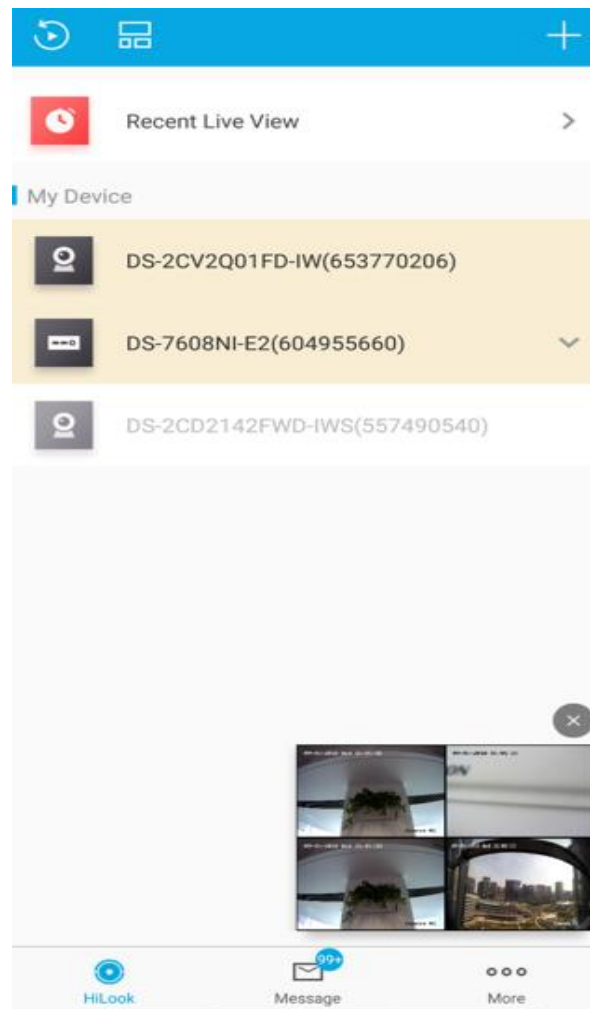 Recent Live View
My Device
DS-2CV2Q01FD-IW(653770206)
DS-7608NI-E2(604955660)
DS-2CD2142FWD-IWS(557490540)
99+
HiLook
Message
More